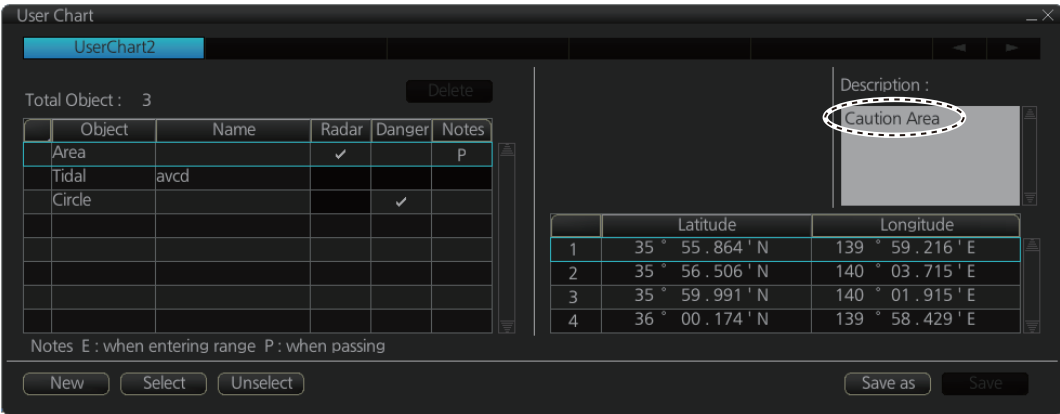 User Chart
UserChart2
Total Object : 3
Delete
Description :
Caution Area
Object Name Radar Danger Notes
Area ✓ P
Tidal avcd
Circle ✓
Latitude Longitude
1 35 ° 55 . 864 ' N 139 ° 59 . 216 ' E
2 35 ° 56 . 506 ' N 140 ° 03 . 715 ' E
3 35 ° 59 . 991 ' N 140 ° 01 . 915 ' E
4 36 ° 00 . 174 ' N 139 ° 58 . 429 ' E
Notes E : when entering range P : when passing
New Select Unselect Save as Save